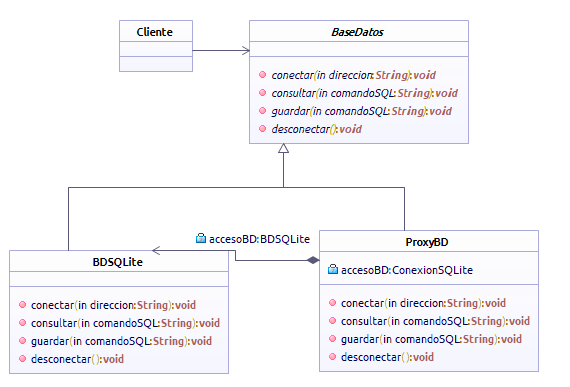 Cliente
BaseDatos
conectar(in direccion:String):void
consultar(in comandoSQL:String):void
guardar(in comandoSQL:String):void
desconectar():void
accesoBD:BDSQLite
BDSQLite
conectar(in direccion:String):void
consultar(in comandoSQL:String):void
guardar(in comandoSQL:String):void
desconectar():void
ProxyBD
accesoBD:ConexionSQLite
conectar(in direccion:String):void
consultar(in comandoSQL:String):void
guardar(in comandoSQL:String):void
desconectar():void